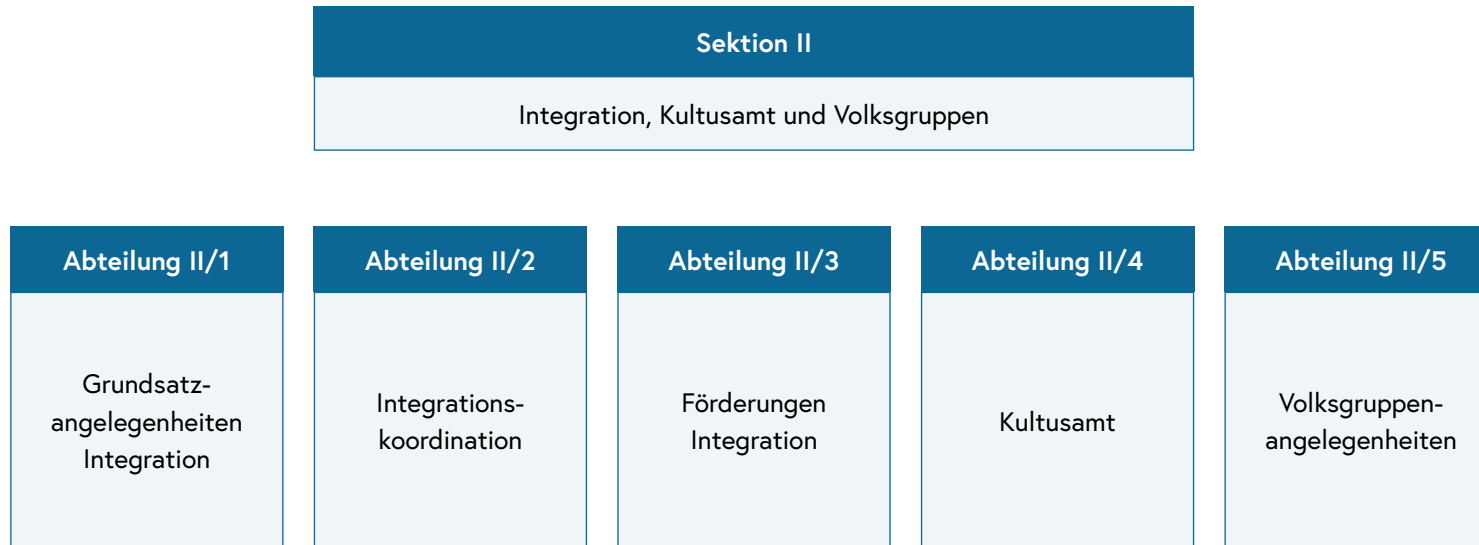 Sektion II
Integration, Kultusamt und Volksgruppen
Abteilung II/1
Grundsatz-
angelegenheiten
Integration
Abteilung II/2
Integrations-
koordination
Abteilung II/3
Förderungen
Integration
Abteilung II/4
Kultusamt
Abteilung II/5
Volksgruppen-
angelegenheiten